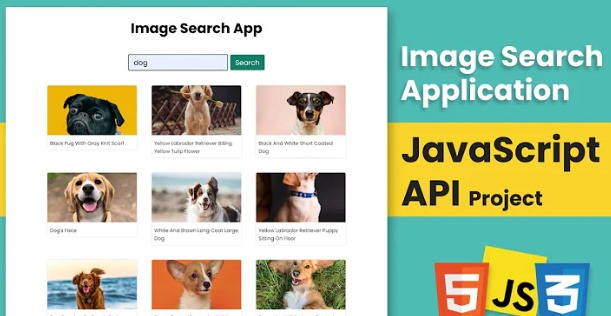 Image Search App
dog
Search
Black Pug With Gray Knit Scarf
Yellow Labrador Retriever Biting
Yellow Tulip Flower
Black And White Short Coated
Dog
Dog's Face
White And Brown Long Coat Large
Dog
Yellow Labrador Retriever Puppy
Sitting On Floor
Image Search
Application
JavaScript
API Project
5
JS
3